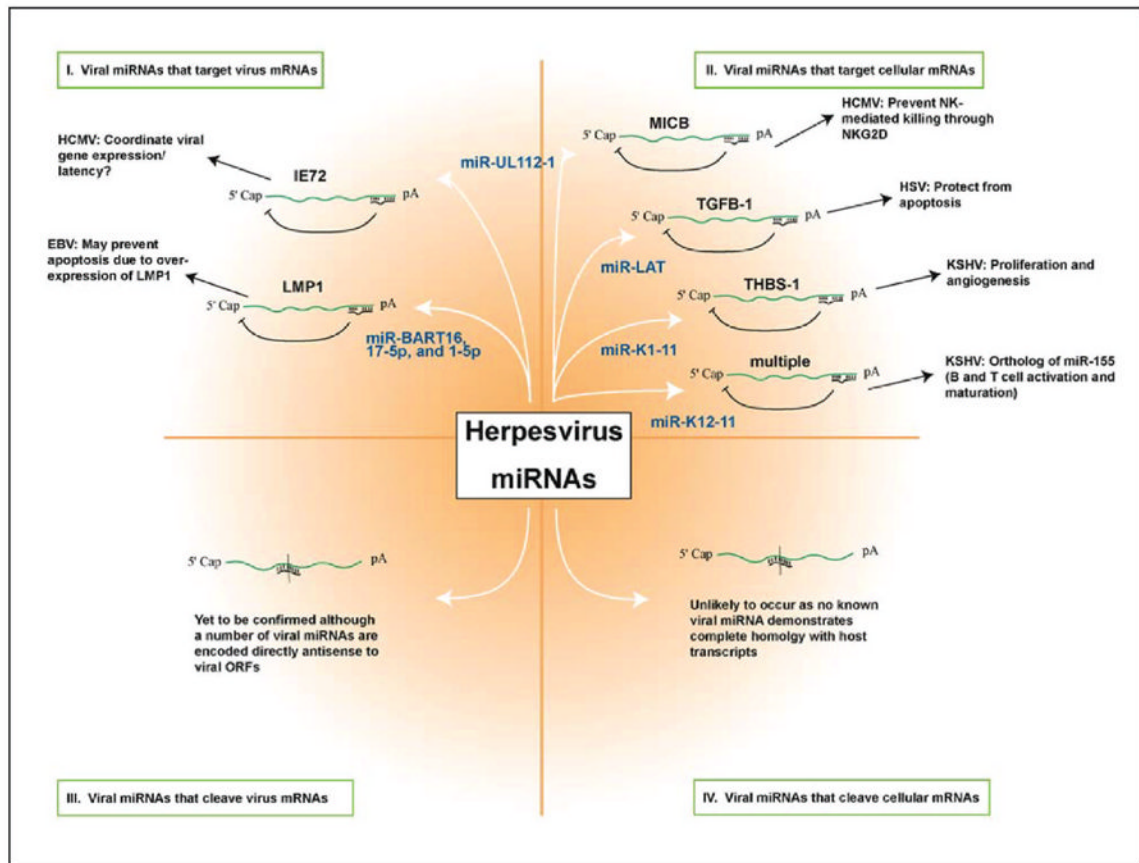 I. Viral miRNAs that target virus mRNAs
HCMV: Coordinate viral
gene expression/
latency?
IE72
5' Cap
pA
miR-UL112-1
EBV: May prevent
apoptosis due to over-
expression of LMP1
LMP1
5' Cap
pA
miR-BART16,
17-5p, and 1-5p
II. Viral miRNAs that target cellular mRNAs
MICB
5' Cap
pA
HCMV: Prevent NK-
mediated killing through
NKG2D
TGFB-1
5' Cap
pA
HSV: Protect from
apoptosis
miR-LAT
THBS-1
5' Cap
pA
KSHV: Proliferation and
angiogenesis
miR-K1-11
multiple
5' Cap
pA
KSHV: Ortholog of miR-155
(B and T cell activation and
maturation)
miR-K12-11
Herpesvirus
miRNAs
5' Cap
pA
Yet to be confirmed although
a number of viral miRNAs are
encoded directly antisense to
viral ORFs
III. Viral miRNAs that cleave virus mRNAs
5' Cap
pA
Unlikely to occur as no known
viral miRNA demonstrates
complete homolgy with host
transcripts
IV. Viral miRNAs that cleave cellular mRNAs